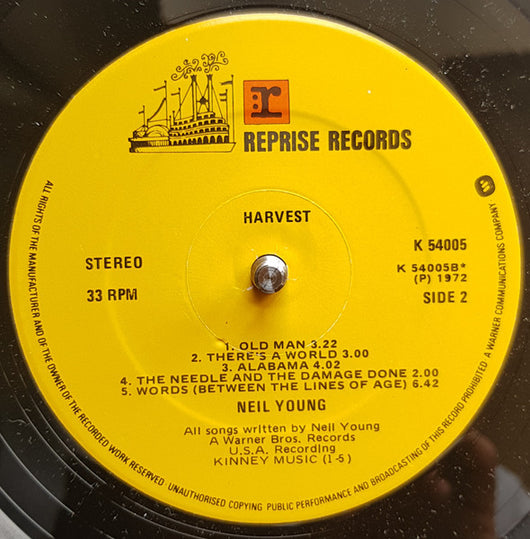 r
REPRISE RECORDS
HARVEST
STEREO
33 RPM
K 54005
K 54005B*
(P) 1972
SIDE 2
1. OLD MAN 3.22
2. THERE'S A WORLD 3.00
3. ALABAMA 4.02
4. THE NEEDLE AND THE DAMAGE DONE 2.00
5. WORDS (BETWEEN THE LINES OF AGE) 6.42
NEIL YOUNG
All songs written by Neil Young
A Warner Bros. Records
U.S.A. Recording
KINNEY MUSIC (1-5)
ALL RIGHTS OF THE MANUFACTURER AND OF THE OWNER OF THE RECORDED WORK RESERVED UNAUTHORISED COPYING PUBLIC PERFORMANCE AND BROADCASTING OF THIS RECORD PROHIBITED A WARNER COMMUNICATIONS COMPANY